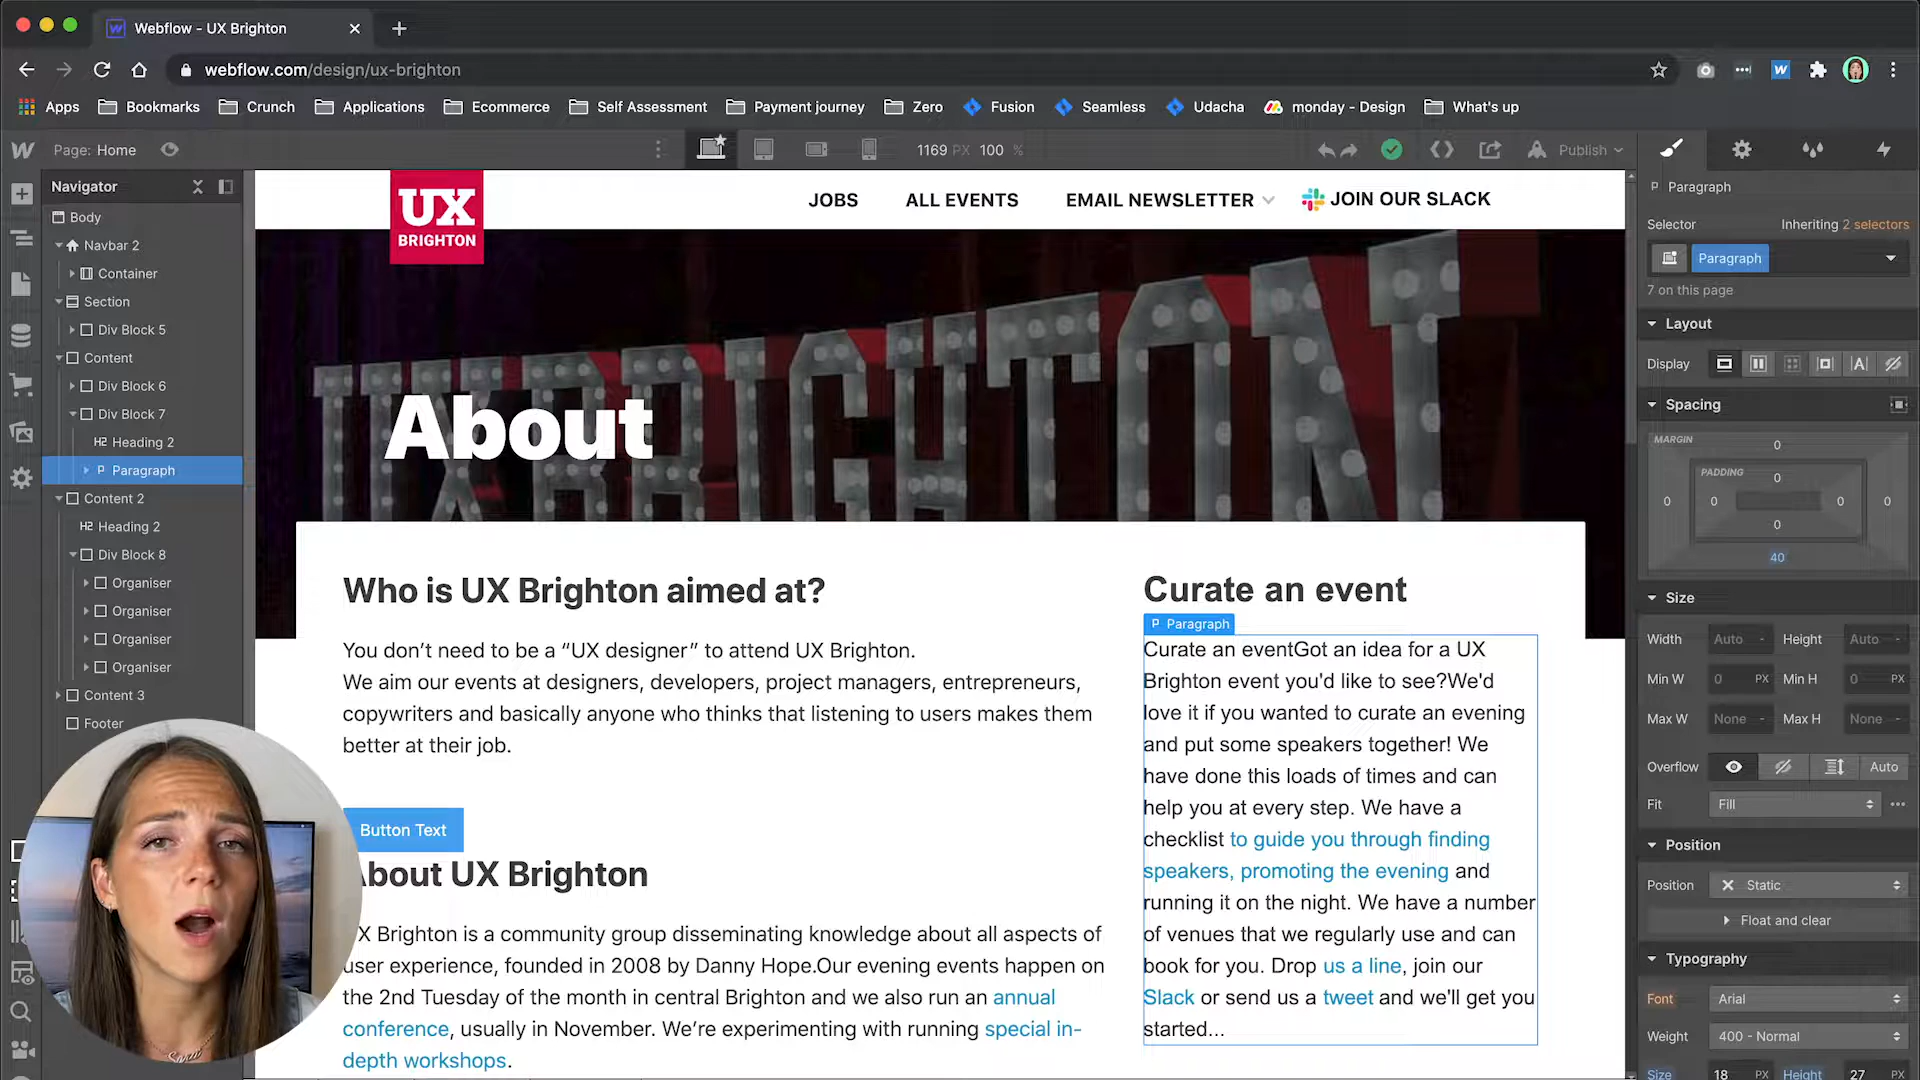 Webflow - UX Brighton
webflow.com/design/ux-brighton
Apps
Bookmarks
Crunch
Applications
Ecommerce
Self Assessment
Payment journey
Zero
Fusion
Seamless
Udacha
monday - Design
What's up
Page: Home
1169 PX 100 %
Publish
Navigator
Body
Navbar 2
Container
Section
Div Block 5
Content
Div Block 6
Div Block 7
H2 Heading 2
P Paragraph
Content 2
H2 Heading 2
Div Block 8
Organiser
Organiser
Organiser
Organiser
Content 3
Footer
UX
BRIGHTON
JOBS
ALL EVENTS
EMAIL NEWSLETTER
JOIN OUR SLACK
UXBRIGHTON
About
Who is UX Brighton aimed at?
You don’t need to be a “UX designer” to attend UX Brighton.
We aim our events at designers, developers, project managers, entrepreneurs,
copywriters and basically anyone who thinks that listening to users makes them
better at their job.
Button Text
About UX Brighton
X Brighton is a community group disseminating knowledge about all aspects of
user experience, founded in 2008 by Danny Hope.Our evening events happen on
the 2nd Tuesday of the month in central Brighton and we also run an annual
conference, usually in November. We’re experimenting with running special in-
depth workshops.
Curate an event
P Paragraph
Curate an eventGot an idea for a UX
Brighton event you'd like to see?We'd
love it if you wanted to curate an evening
and put some speakers together! We
have done this loads of times and can
help you at every step. We have a
checklist to guide you through finding
speakers, promoting the evening and
running it on the night. We have a number
of venues that we regularly use and can
book for you. Drop us a line, join our
Slack or send us a tweet and we'll get you
started...
P Paragraph
Selector
Inheriting 2 selectors
Paragraph
7 on this page
Layout
Display
Spacing
MARGIN
0
PADDING
0
0 0 0 0
0
40
Size
Width Auto - Height Auto -
Min W 0 PX Min H 0 PX
Max W None - Max H None -
Overflow Auto
Fit Fill
Position
Position Static
Float and clear
Typography
Font Arial
Weight 400 - Normal
Size 18 PX Height 27 PX